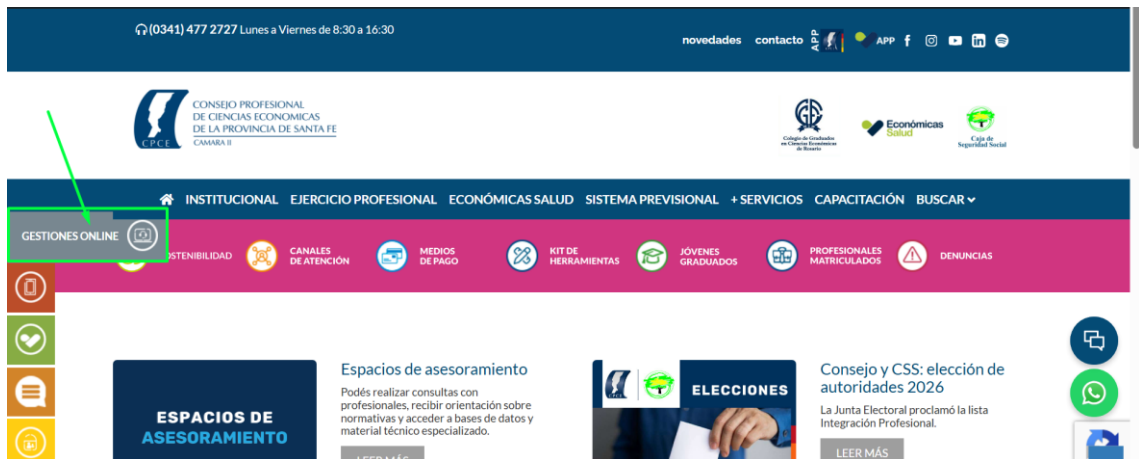 (0341) 477 2727 Lunes a Viernes de 8:30 a 16:30
novedades contacto APP APP
CONSEJO PROFESIONAL
DE CIENCIAS ECONOMICAS
DE LA PROVINCIA DE SANTA FE
CAMARA II
CPCE
Colegio de Graduados
en Ciencias Económicas
de Rosario
Económicas
Salud
Caja de
Seguridad Social
INSTITUCIONAL EJERCICIO PROFESIONAL ECONÓMICAS SALUD SISTEMA PREVISIONAL + SERVICIOS CAPACITACIÓN BUSCAR
GESTIONES ONLINE
OSTENIBILIDAD
CANALES
DE ATENCIÓN
MEDIOS
DE PAGO
KIT DE
HERRAMIENTAS
JÓVENES
GRADUADOS
PROFESIONALES
MATRICULADOS
DENUNCIAS
ESPACIOS DE
ASESORAMIENTO
Espacios de asesoramiento
Podés realizar consultas con
profesionales, recibir orientación sobre
normativas y acceder a bases de datos y
material técnico especializado.
LEER MÁS
ELECCIONES
Consejo y CSS: elección de
autoridades 2026
La Junta Electoral proclamó la lista
Integración Profesional.
LEER MÁS